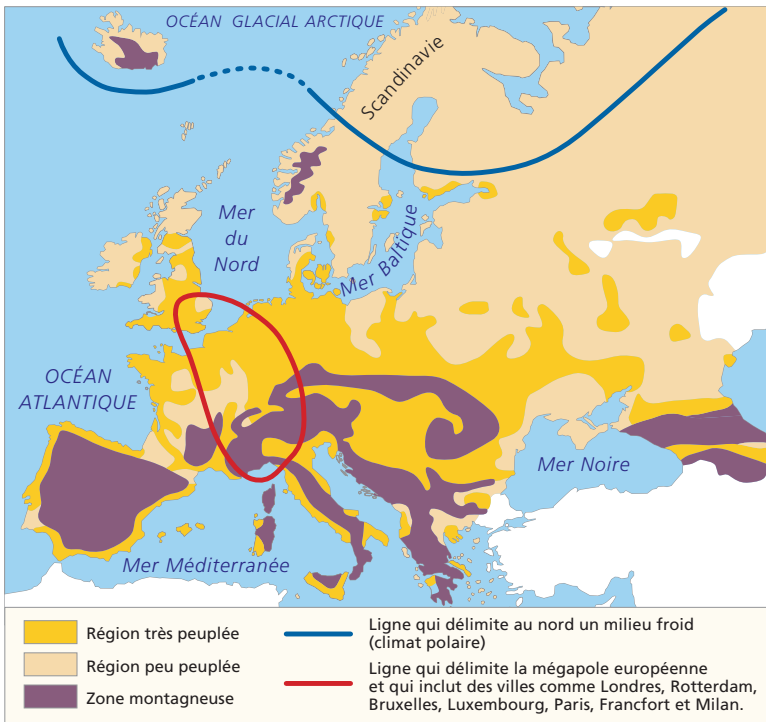 OCÉAN GLACIAL ARCTIQUE
Scandinavie
Mer
du
Nord
Mer Baltique
OCÉAN
ATLANTIQUE
Mer Noire
Mer Méditerranée
Région très peuplée
Région peu peuplée
Zone montagneuse
Ligne qui délimite au nord un milieu froid
(climat polaire)
Ligne qui délimite la mégapole européenne
et qui inclut des villes comme Londres, Rotterdam,
Bruxelles, Luxembourg, Paris, Francfort et Milan.